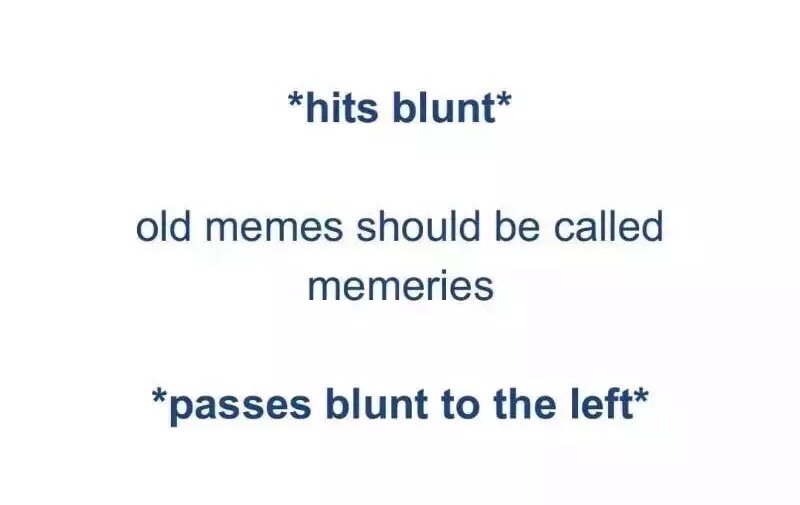 *hits blunt*
old memes should be called
memeries
*passes blunt to the left*